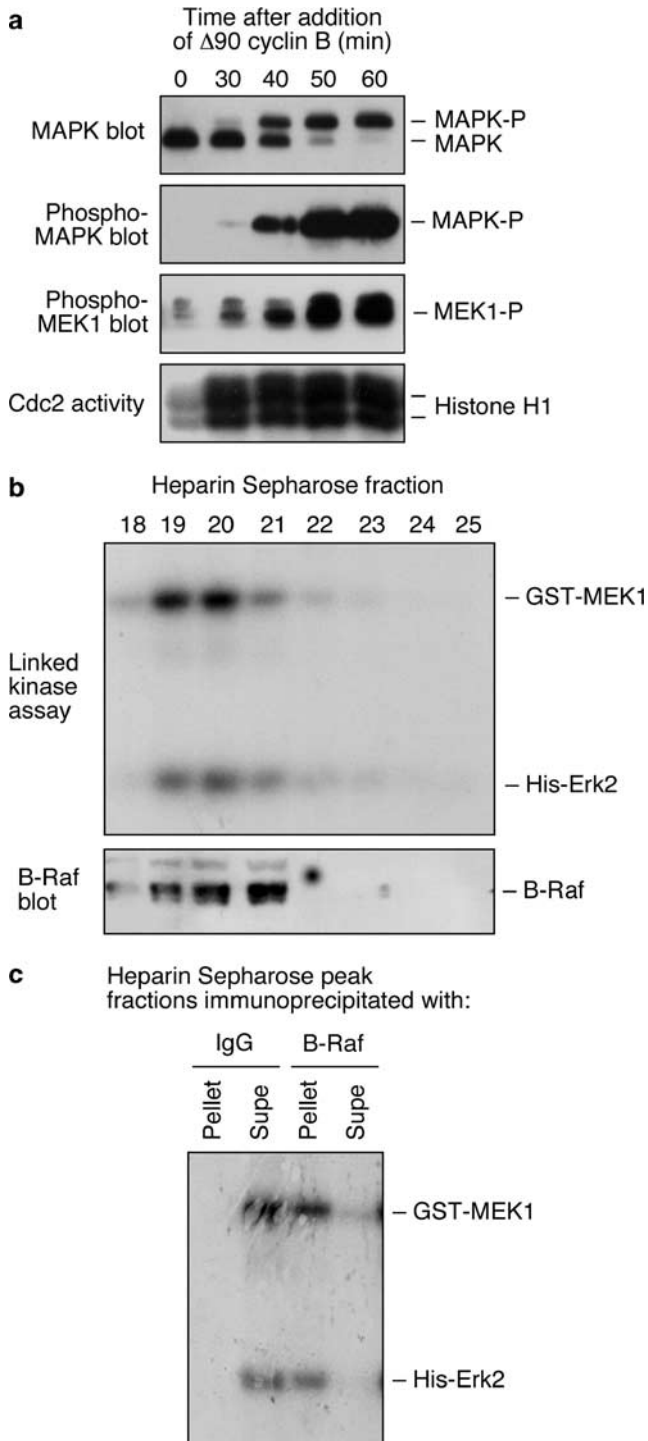 a
Time after addition
of Δ90 cyclin B (min)
0 30 40 50 60
MAPK blot
– MAPK-P
– MAPK
Phospho-
MAPK blot
– MAPK-P
Phospho-
MEK1 blot
– MEK1-P
Cdc2 activity
Histone H1
b
Heparin Sepharose fraction
18 19 20 21 22 23 24 25
Linked
kinase
assay
– GST-MEK1
– His-Erk2
B-Raf
blot
– B-Raf
c
Heparin Sepharose peak
fractions immunoprecipitated with:
IgG B-Raf
Pellet Supe Pellet Supe
– GST-MEK1
– His-Erk2